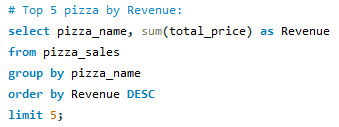 # Top 5 pizza by Revenue:
select pizza_name, sum(total_price) as Revenue
from pizza_sales
group by pizza_name
order by Revenue DESC
limit 5;